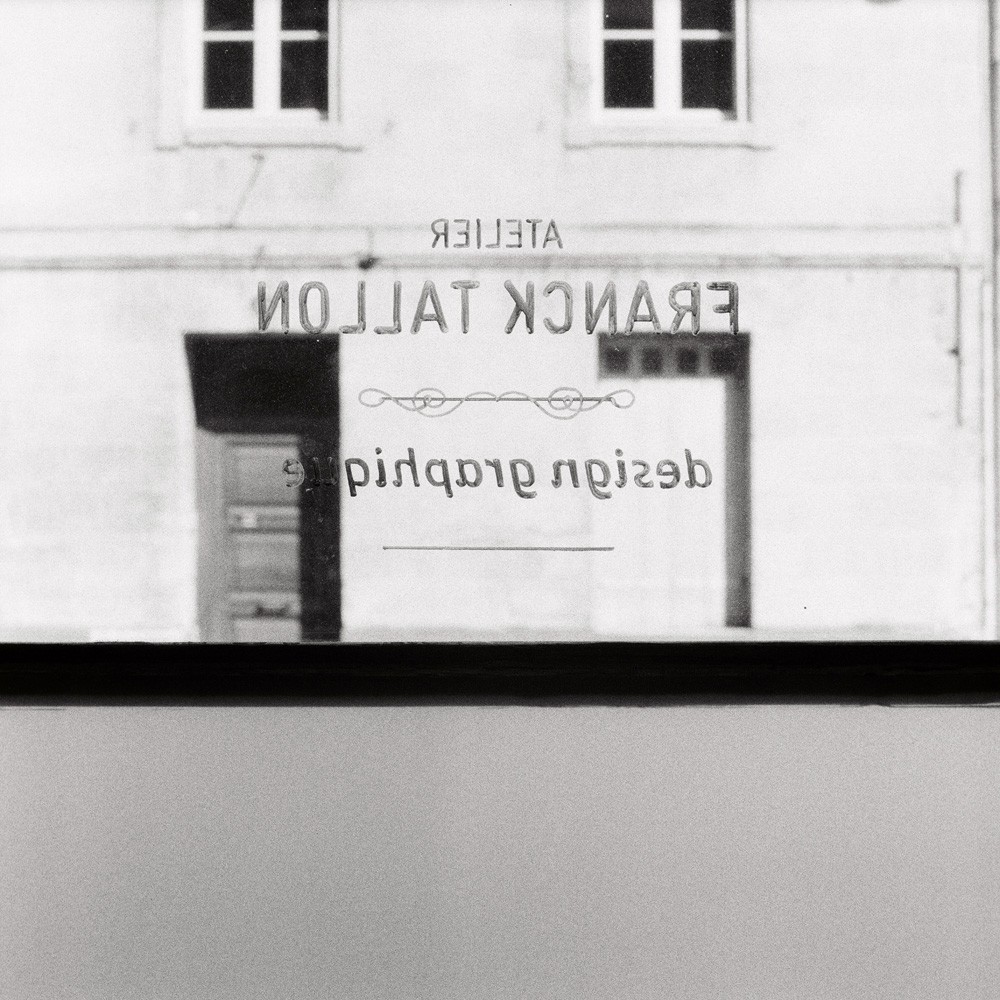 ATELIER
FRANCK TALLON
design graphique